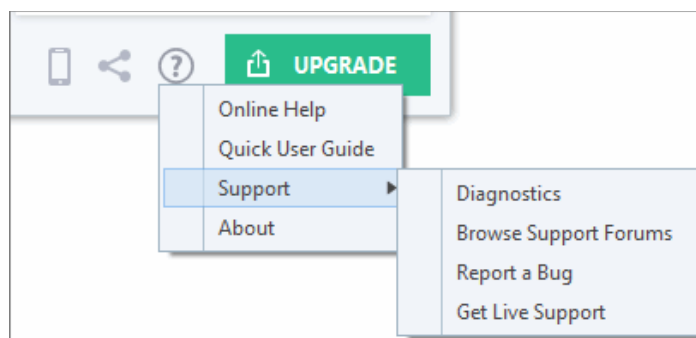 UPGRADE
Online Help
Quick User Guide
Support
About
Diagnostics
Browse Support Forums
Report a Bug
Get Live Support